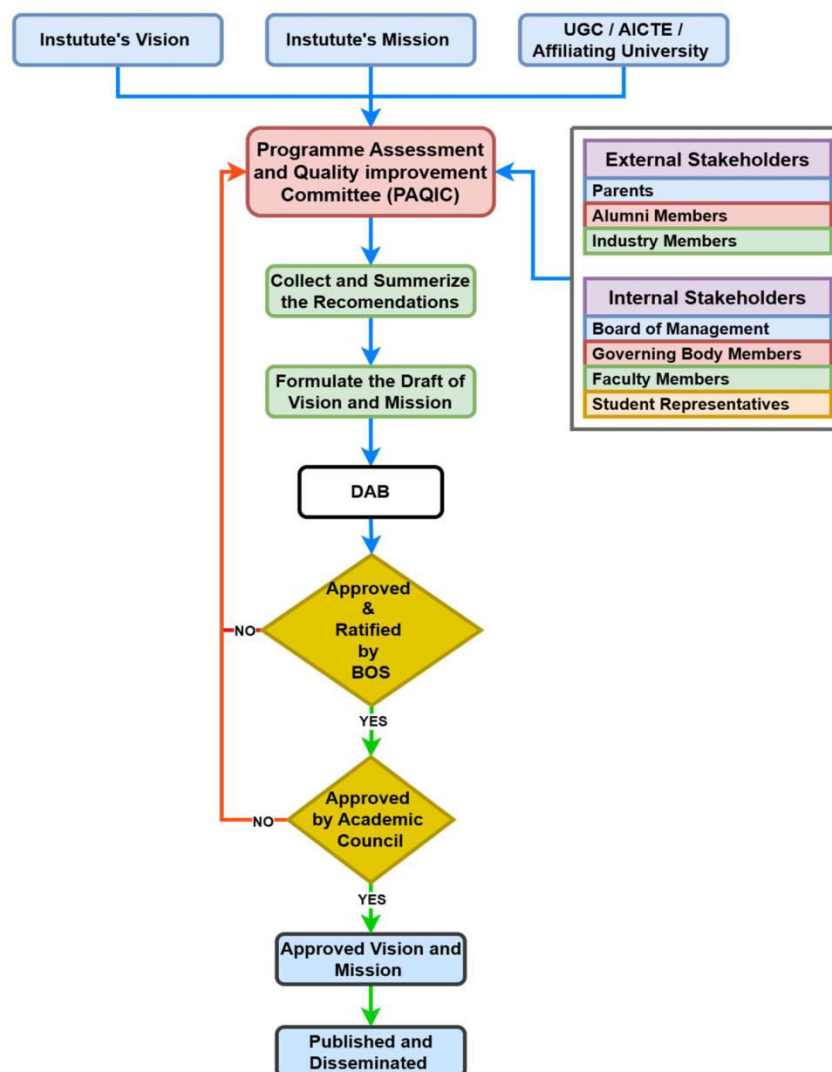 Instutute's Vision
Instutute's Mission
UGC / AICTE /
Affiliating University
Programme Assessment
and Quality improvement
Committee (PAQIC)
External Stakeholders
Parents
Alumni Members
Industry Members
Collect and Summerize
the Recomendations
Internal Stakeholders
Board of Management
Governing Body Members
Faculty Members
Student Representatives
Formulate the Draft of
Vision and Mission
DAB
Approved
&
Ratified
by
BOS
NO
YES
Approved
by Academic
Council
NO
YES
Approved Vision and
Mission
Published and
Disseminated